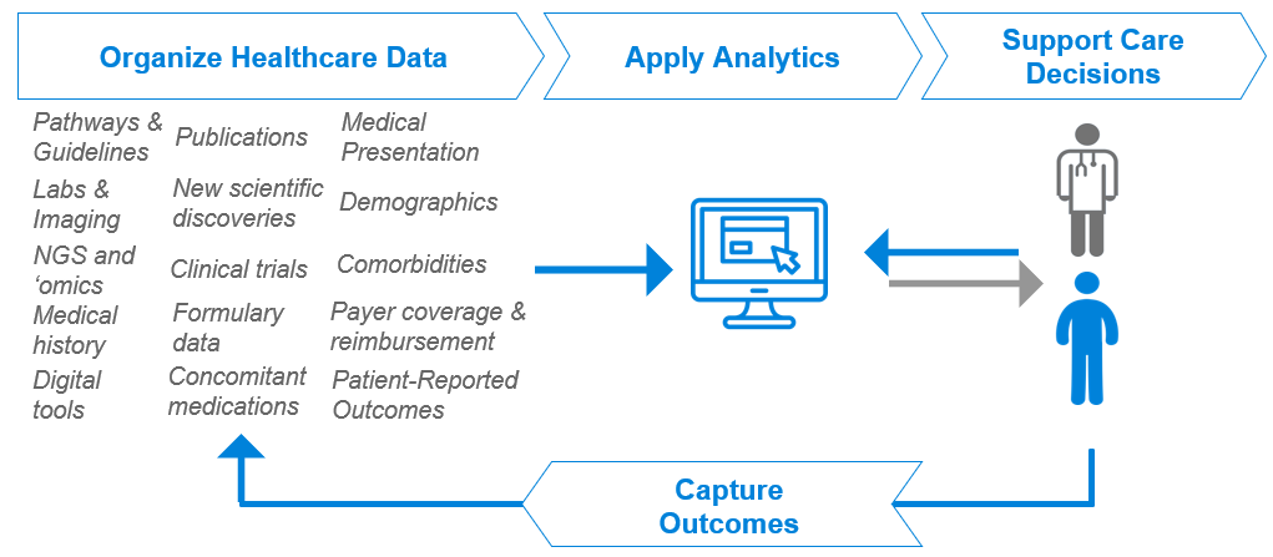 Organize Healthcare Data
Apply Analytics
Support Care
Decisions
Pathways &
Guidelines
Publications
Medical
Presentation
Labs &
Imaging
New scientific
discoveries
Demographics
NGS and
‘omics
Clinical trials
Comorbidities
Medical
history
Formulary
data
Payer coverage &
reimbursement
Digital
tools
Concomitant
medications
Patient-Reported
Outcomes
Capture
Outcomes